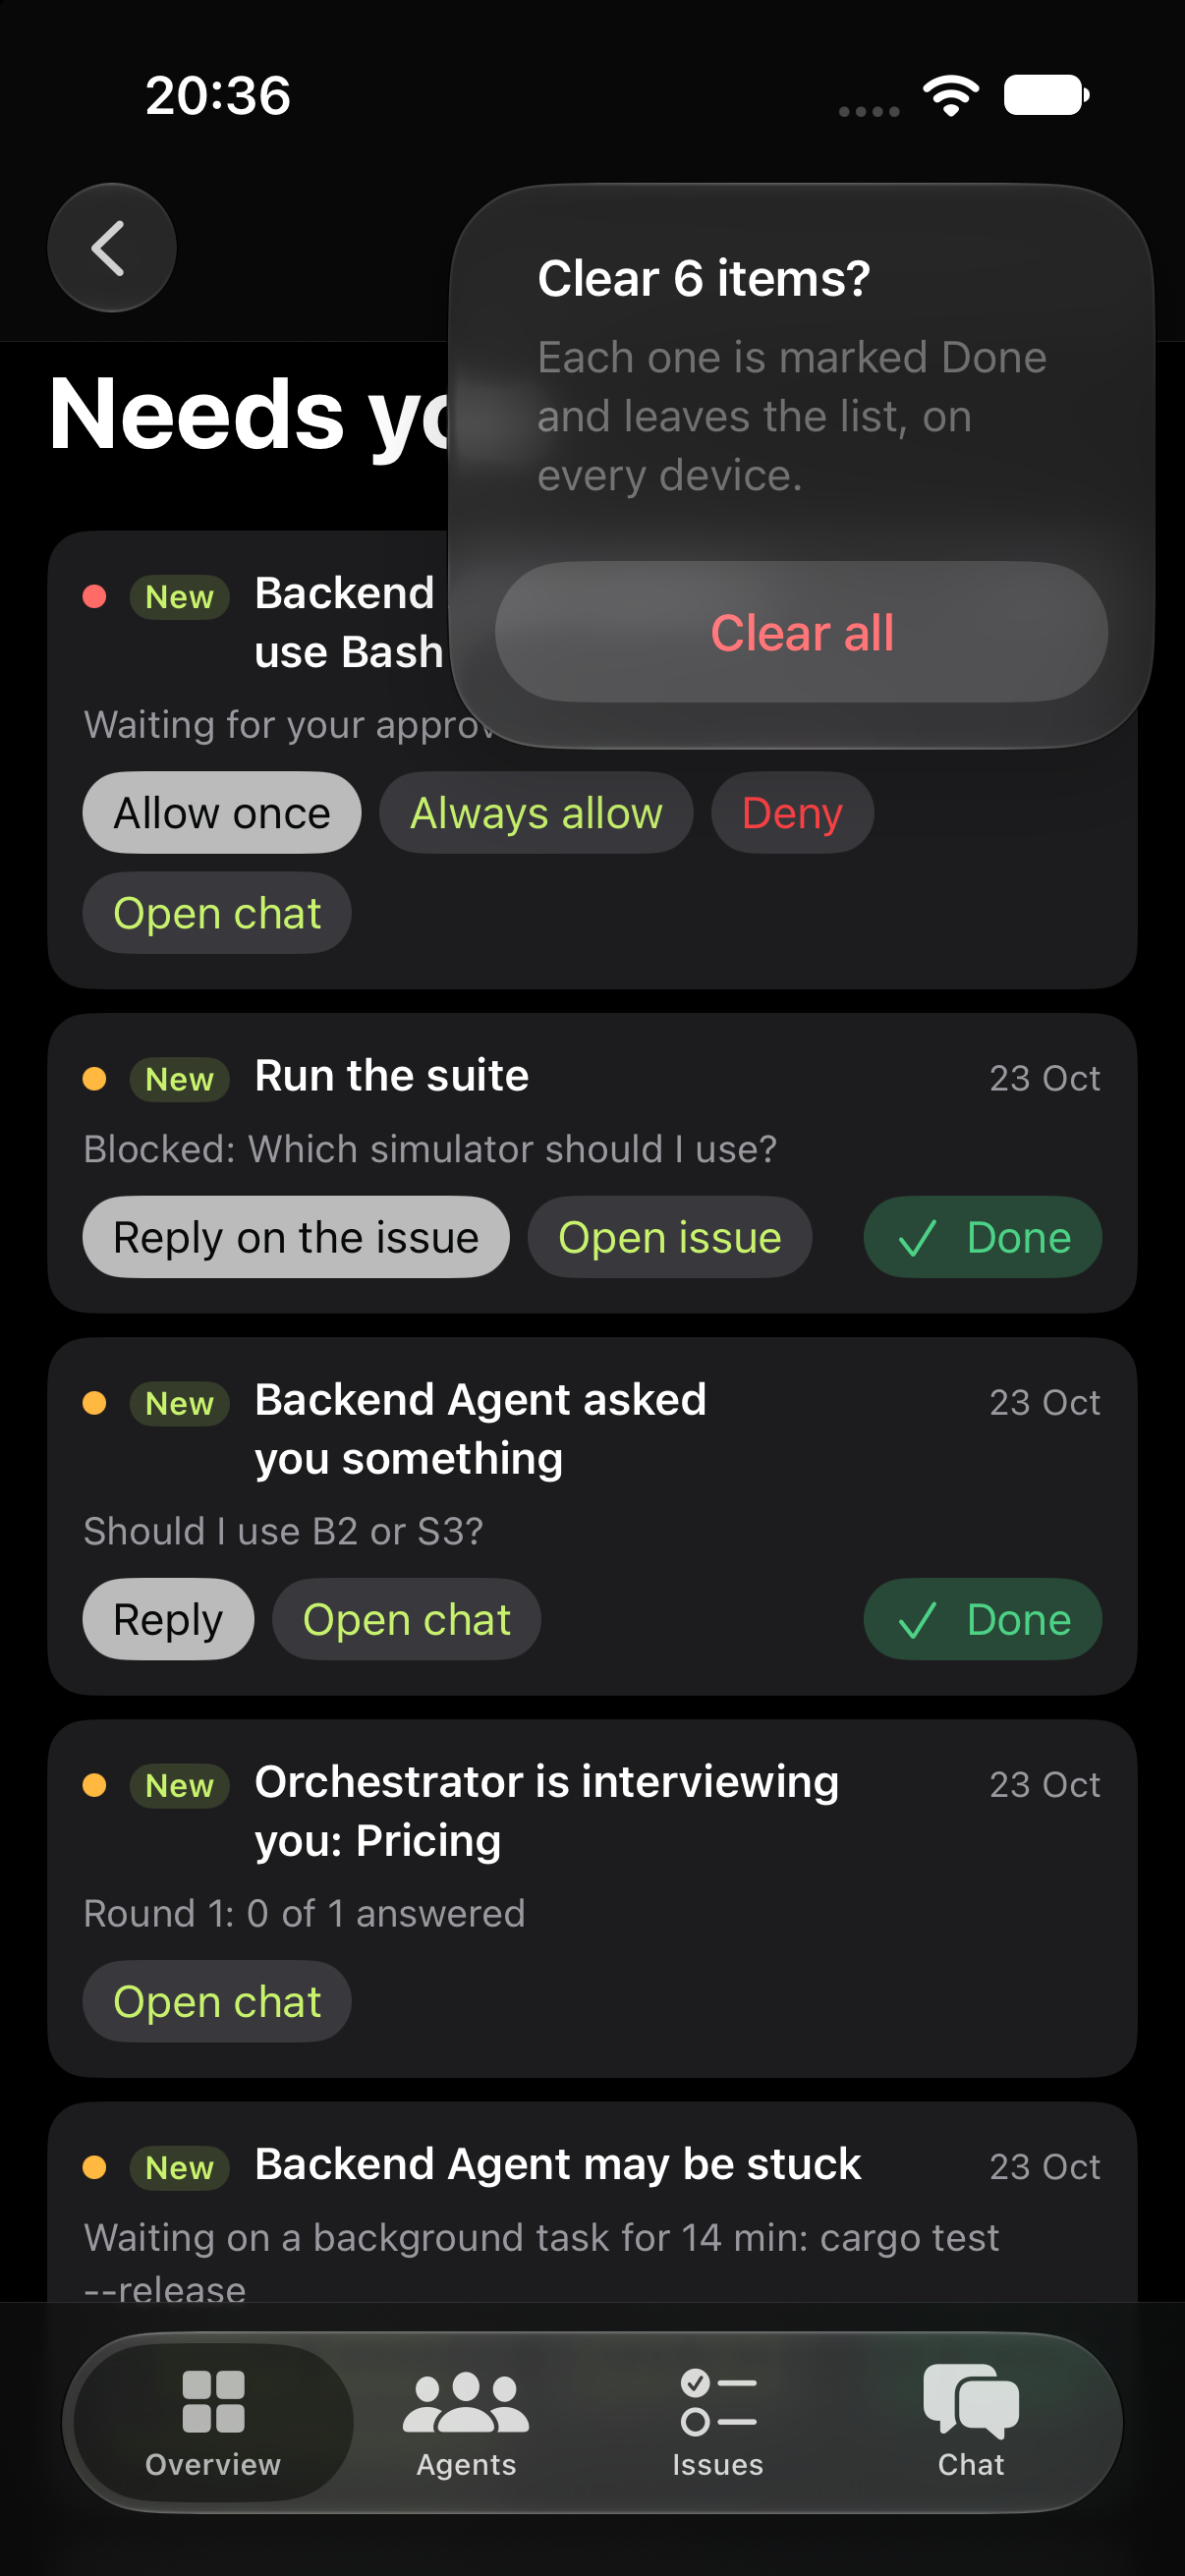 20:36
Clear 6 items?
Each one is marked Done
and leaves the list, on
every device.
Clear all
Needs
New
Backend
use Bash
Waiting for your
Allow once
Always allow
Deny
Open chat
New
Run the suite
23 Oct
Blocked: Which simulator should I use?
Reply on the issue
Open issue
Done
New
Backend Agent asked
you something
23 Oct
Should I use B2 or S3?
Reply
Open chat
Done
New
Orchestrator is interviewing
you: Pricing
23 Oct
Round 1: 0 of 1 answered
Open chat
New
Backend Agent may be stuck
23 Oct
Waiting on a background task for 14 min: cargo test
--release
Overview
Agents
Issues
Chat